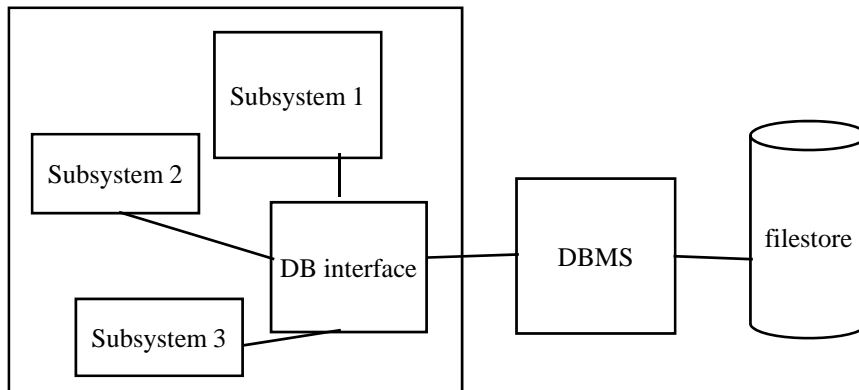 Subsystem 1
Subsystem 2
DB interface
Subsystem 3
DBMS
filestore